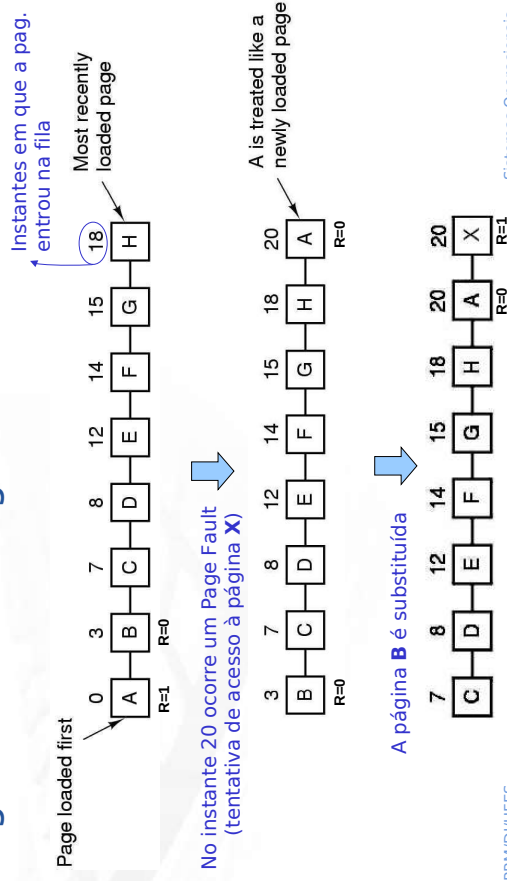 Instantes em que a pag.
entrou na fila
Page loaded first
0 3 7 8 12 14 15 18
A B C D E F G H
R=1 R=0
Most recently
loaded page
No instante 20 ocorre um Page Fault
(tentativa de acesso à página X)
3 7 8 12 14 15 18 20
B C D E F G H A
R=0 R=0
A is treated like a
newly loaded page
A página B é substituída
7 8 12 14 15 18 20 20
C D E F G H A X
R=0 R=1